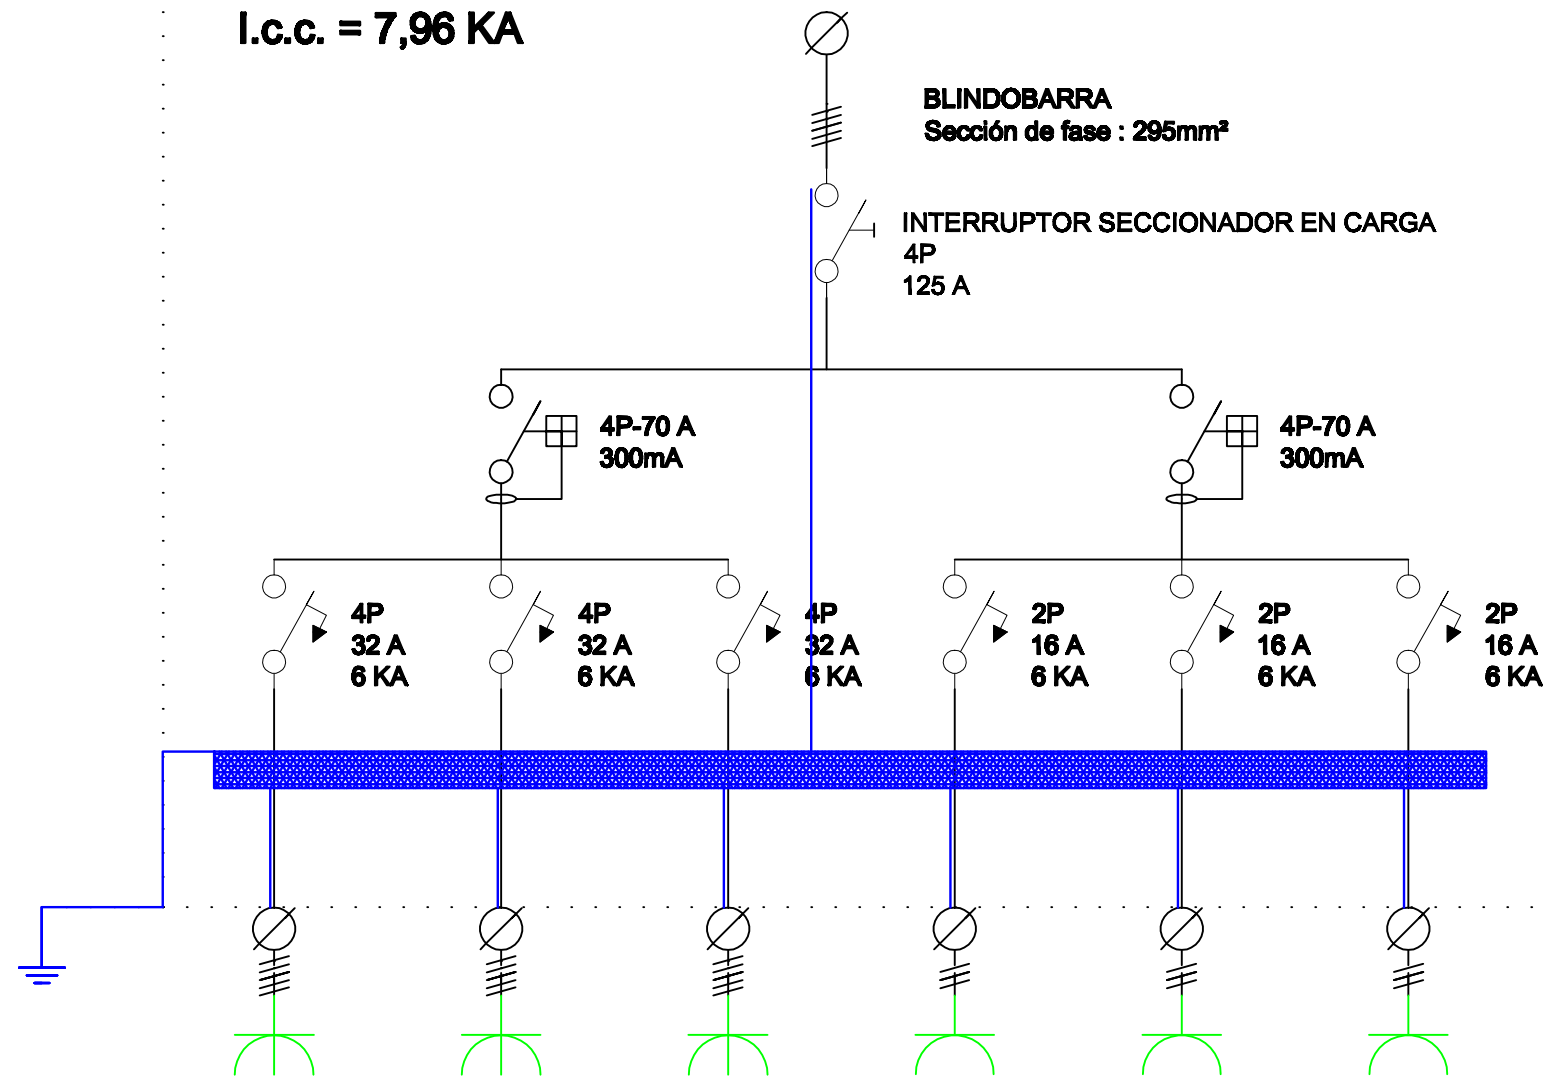 I.c.c. = 7,96 KA
BLINDOBARRA
Sección de fase : 295mm²
INTERRUPTOR SECCIONADOR EN CARGA
4P
125 A
4P-70 A
300mA
4P-70 A
300mA
4P
32 A
6 KA
4P
32 A
6 KA
4P
32 A
6 KA
2P
16 A
6 KA
2P
16 A
6 KA
2P
16 A
6 KA